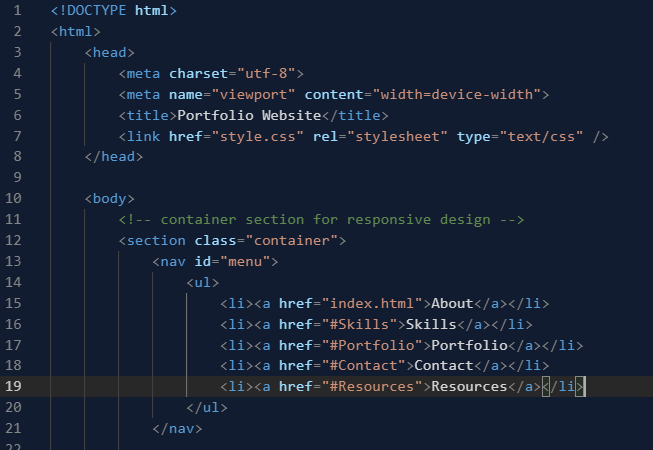 1 <!DOCTYPE html>
2 <html>
3 <head>
4 <meta charset="utf-8">
5 <meta name="viewport" content="width=device-width">
6 <title>Portfolio Website</title>
7 <link href="style.css" rel="stylesheet" type="text/css" />
8 </head>
9
10 <body>
11 <!-- container section for responsive design -->
12 <section class="container">
13 <nav id="menu">
14 <ul>
15 <li><a href="index.html">About</a></li>
16 <li><a href="#Skills">Skills</a></li>
17 <li><a href="#Portfolio">Portfolio</a></li>
18 <li><a href="#Contact">Contact</a></li>
19 <li><a href="#Resources">Resources</a></li>
20 </ul>
21 </nav>
22